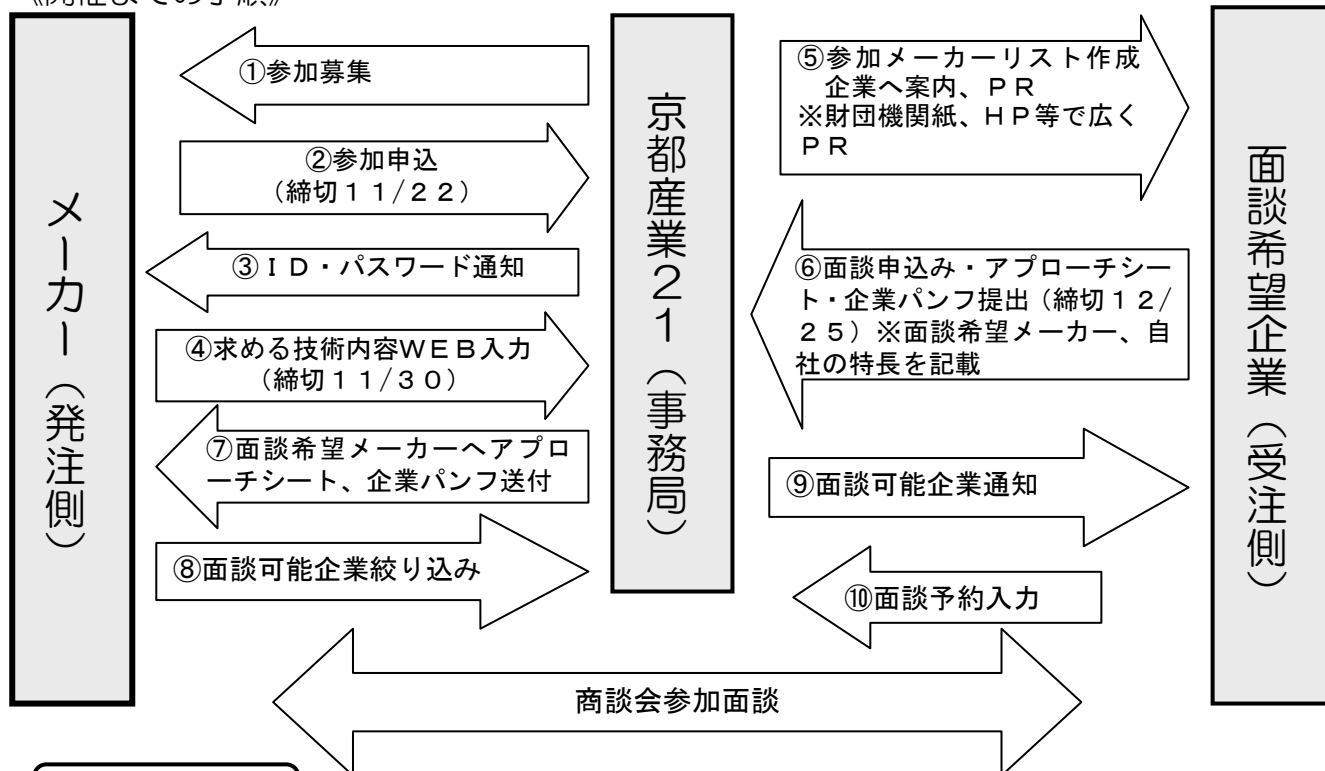 《開催までの手順》
メーカー（発注側）
京都産業２１（事務局）
面談希望企業（受注側）
①参加募集
②参加申込
（締切１１/２２）
③ＩＤ・パスワード通知
④求める技術内容ＷＥＢ入力
（締切１１/３０）
⑤参加メーカーリスト作成
企業へ案内、ＰＲ
※財団機関紙、ＨＰ等で広く
ＰＲ
⑥面談申込み・アプローチシー
ト・企業パンフ提出（締切１２/
２５）※面談希望メーカー、自
社の特長を記載
⑦面談希望メーカーへアプロ
ーチシート、企業パンフ送付
⑧面談可能企業絞り込み
⑨面談可能企業通知
⑩面談予約入力
商談会参加面談